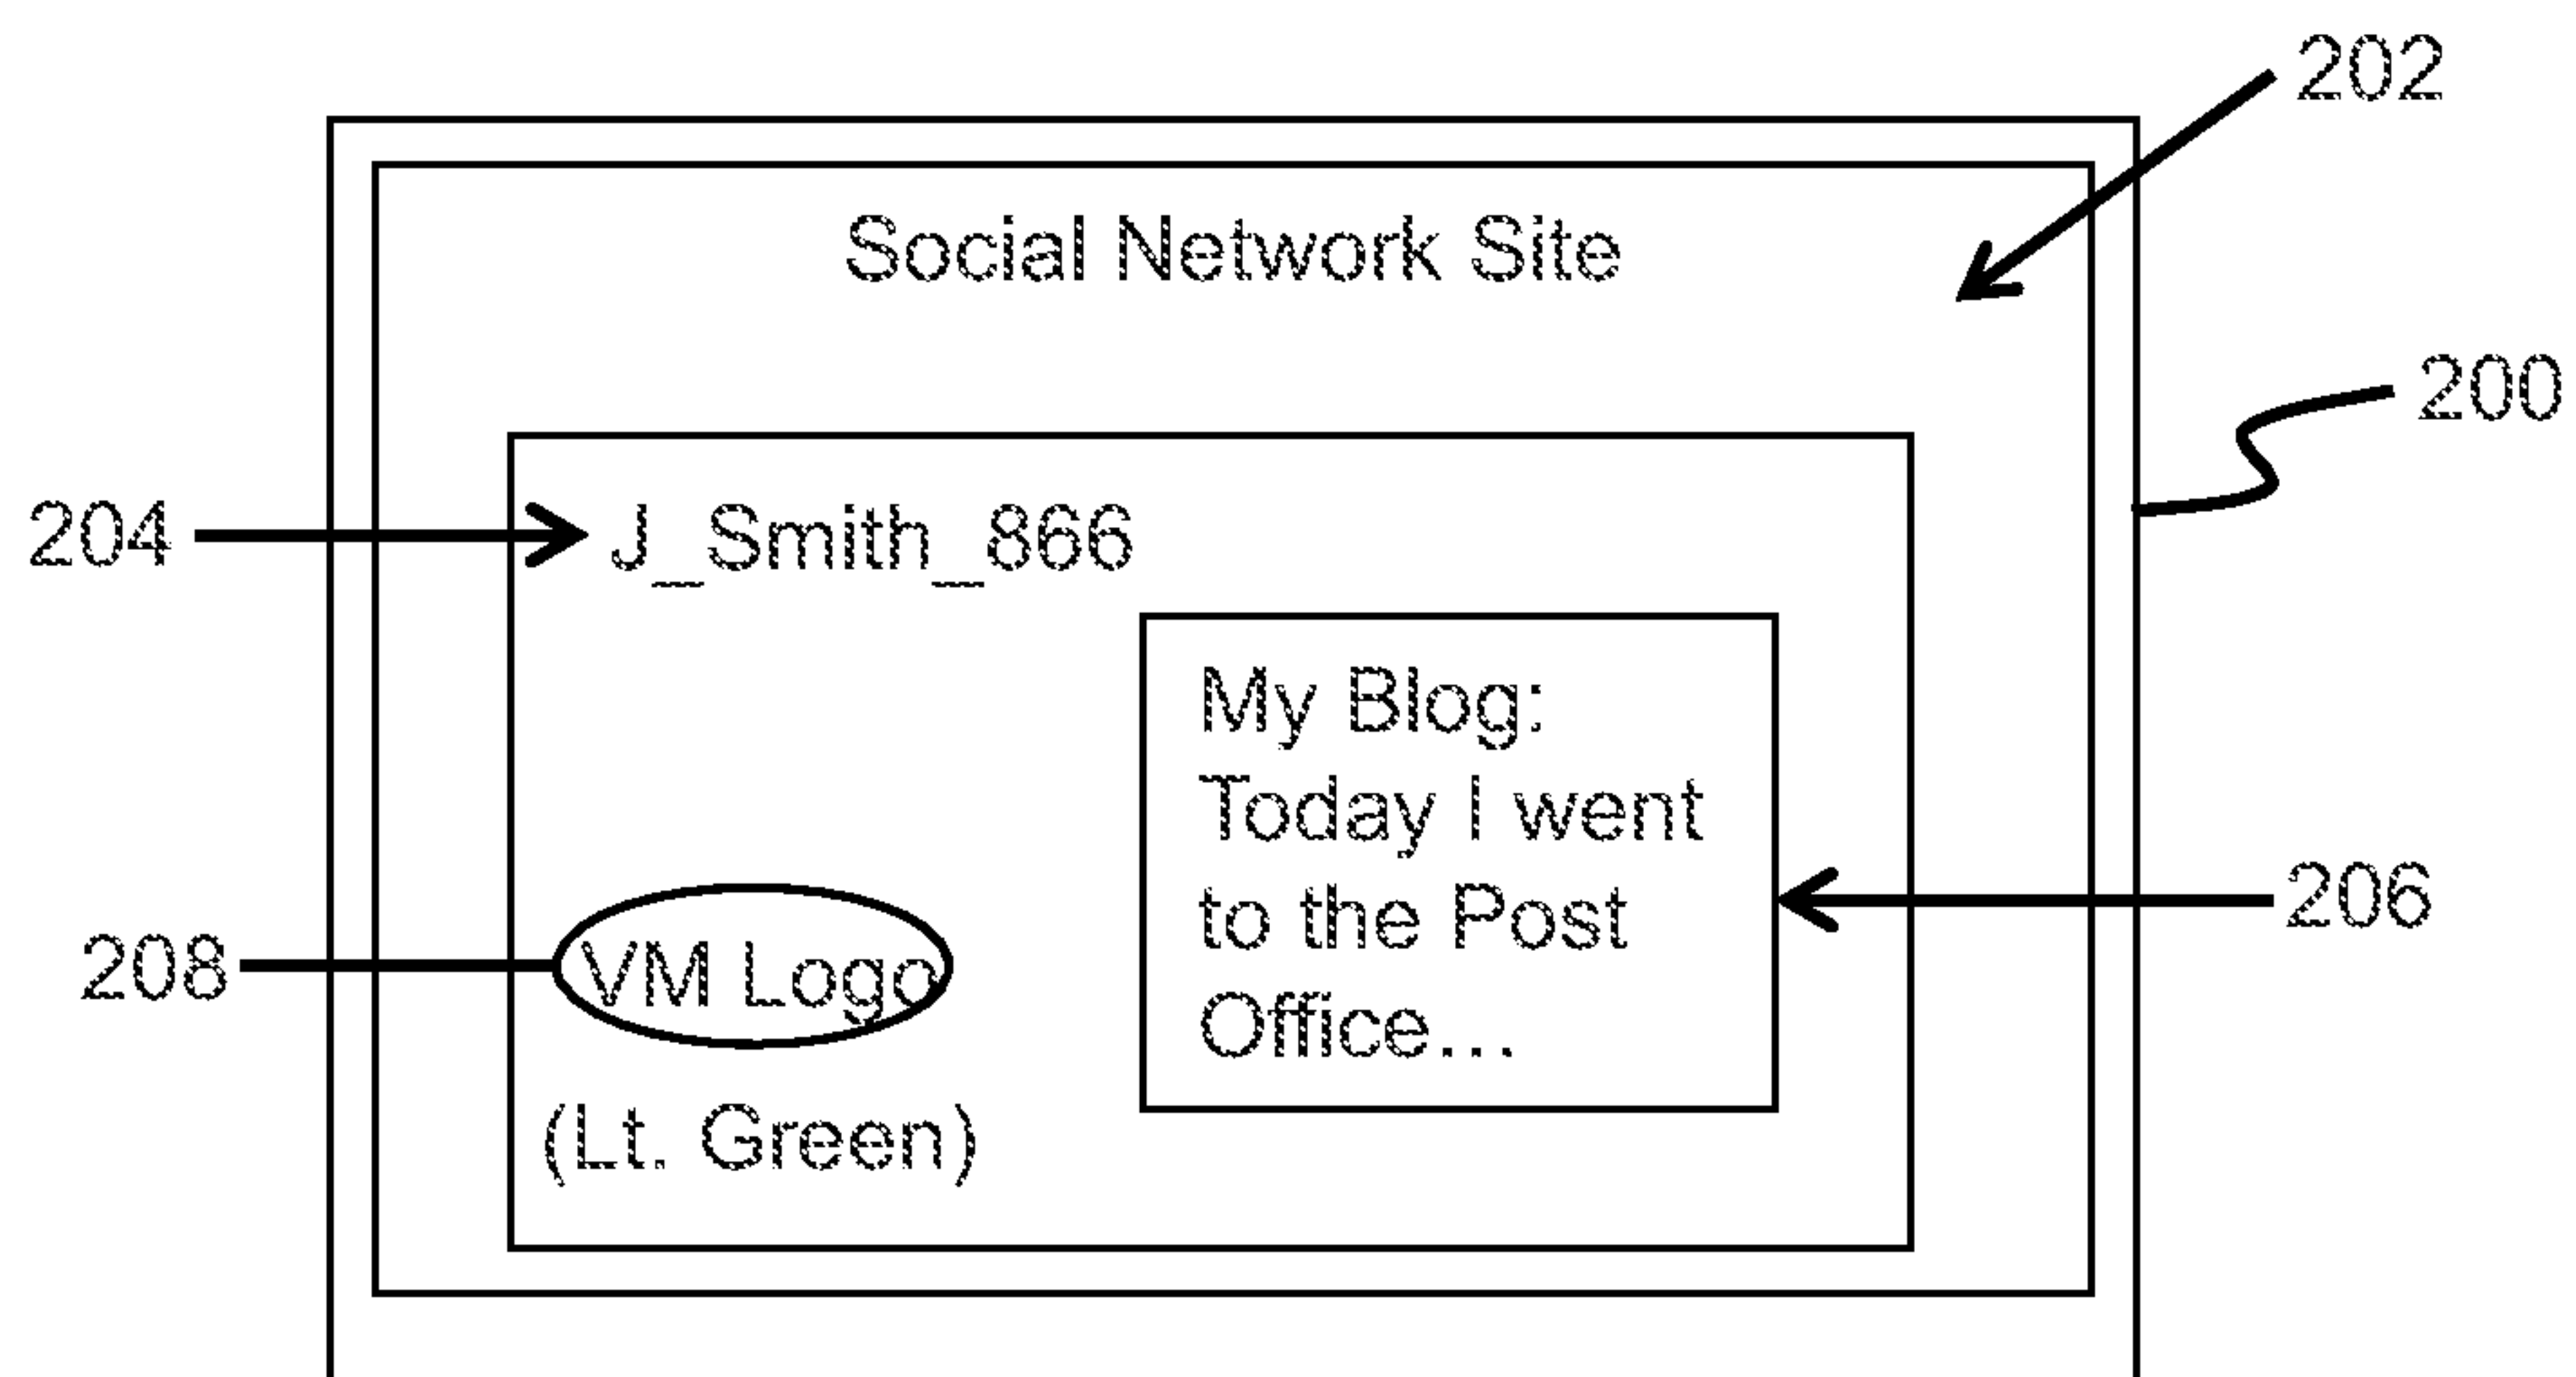 202
Social Network Site
200
204
J_Smith_866
My Blog:
Today I went
to the Post
Office...
206
208
VM Logo
(Lt. Green)